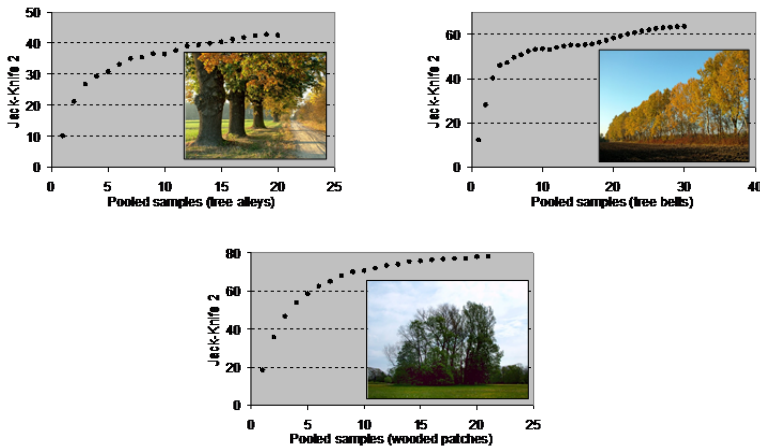 50
40
30
20
10
0
Jack-Knife 2
0 5 10 15 20 25
Pooled samples (tree alleys)
60
40
20
0
Jack-Knife 2
0 10 20 30 40
Pooled samples (tree belts)
80
60
40
20
0
Jack-Knife 2
0 5 10 15 20 25
Pooled samples (wooded patches)